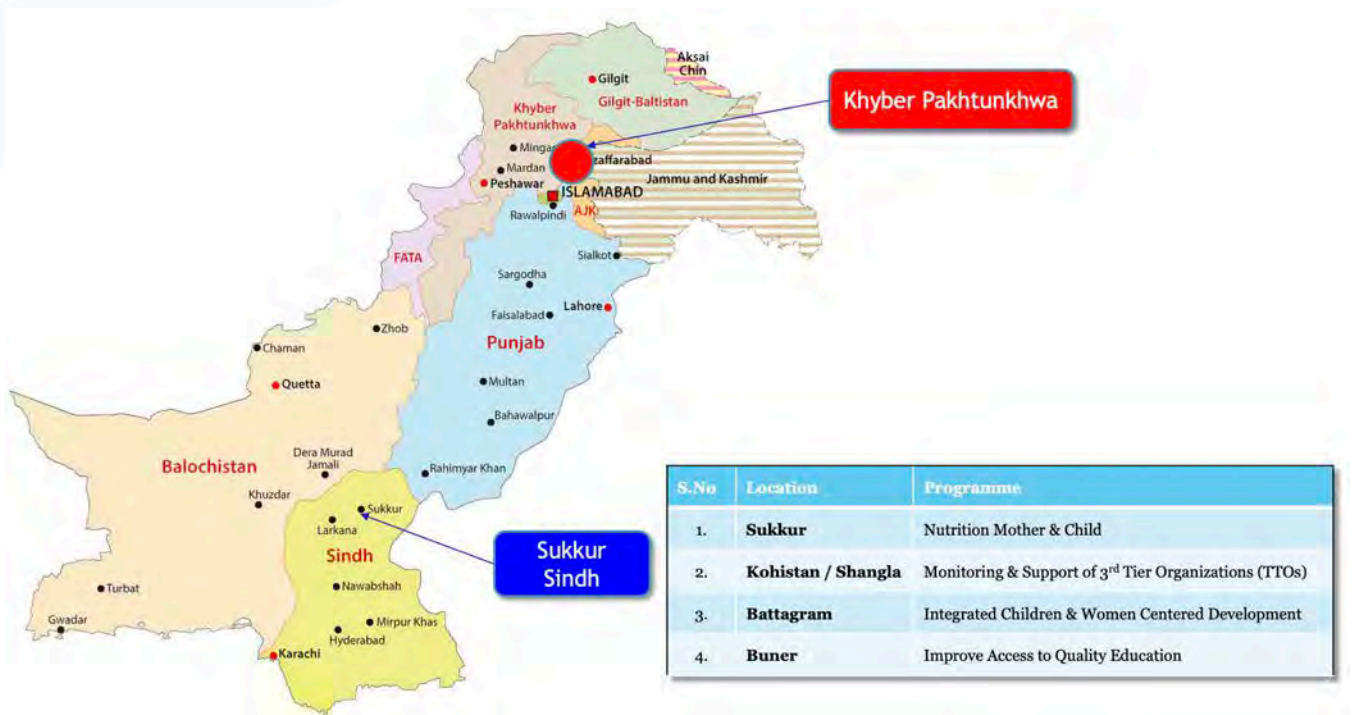 Aksai
Chin
Gilgit
Gilgit-Baltistan
Khyber Pakhtunkhwa
Khyber
Pakhtunkhwa
Mingao
zaffarabad
Mardan
Jammu and Kashmir
Peshawar
ISLAMABAD
Rawalpindi
AJK
FATA
Sialkot
Sargodha
Lahore
Faisalabad
Zhob
Punjab
Chaman
Quetta
Multan
Bahawalpur
Balochistan
Dera Murad
Jamali
Rahimyar Khan
Khuzdar
Sukkur
Larkana
Sukkur
Sindh
Sindh
Nawabshah
Turbat
Gwadar
Mirpur Khas
Hyderabad
Karachi
S.No Location Programme
1. Sukkur Nutrition Mother & Child
2. Kohistan / Shangla Monitoring & Support of 3rd Tier Organizations (TTOs)
3. Battagram Integrated Children & Women Centered Development
4. Buner Improve Access to Quality Education